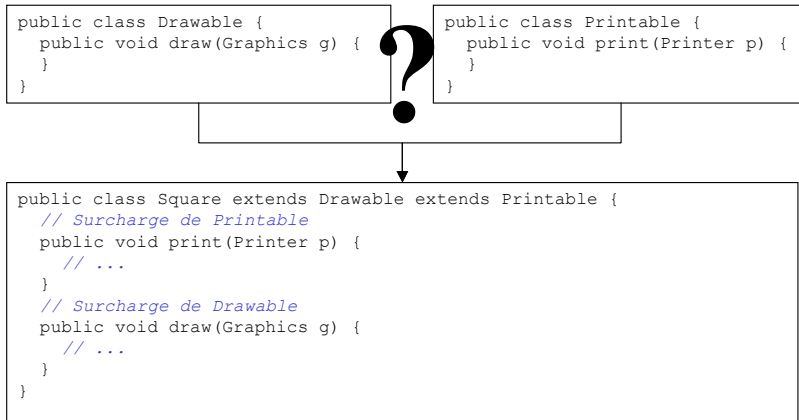 public class Drawable {
  public void draw(Graphics g) {
  }
}
?
public class Printable {
  public void print(Printer p) {
  }
}
public class Square extends Drawable extends Printable {
  // Surcharge de Printable
  public void print(Printer p) {
    // ...
  }
  // Surcharge de Drawable
  public void draw(Graphics g) {
    // ...
  }
}